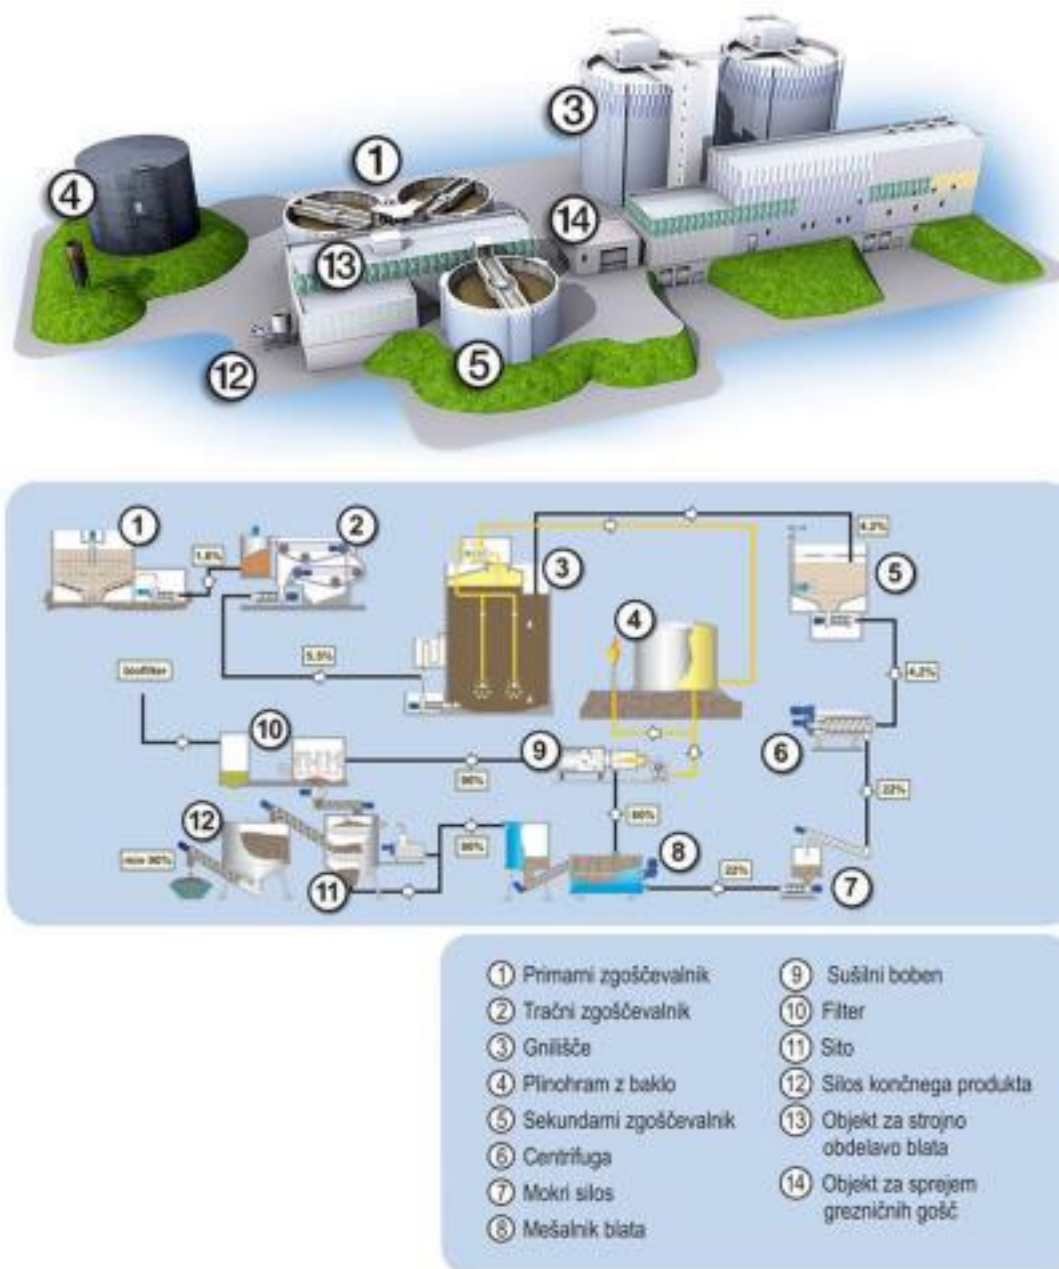 3
1
4
14
13
5
12
1
2
3
5
4
1.8%
4.2%
5.5%
4.2%
biofilter
10
9
6
90%
22%
60%
12
min 90%
90%
8
11
22%
7
1 Primarni zgoščevalnik
2 Tračni zgoščevalnik
3 Gnilišče
4 Plinohram z baklo
5 Sekundarni zgoščevalnik
6 Centrifuga
7 Mokri silos
8 Mešalnik blata
9 Sušilni boben
10 Filter
11 Sito
12 Silos končnega produkta
13 Objekt za strojno
obdelavo blata
14 Objekt za sprejem
grezničnih gošč